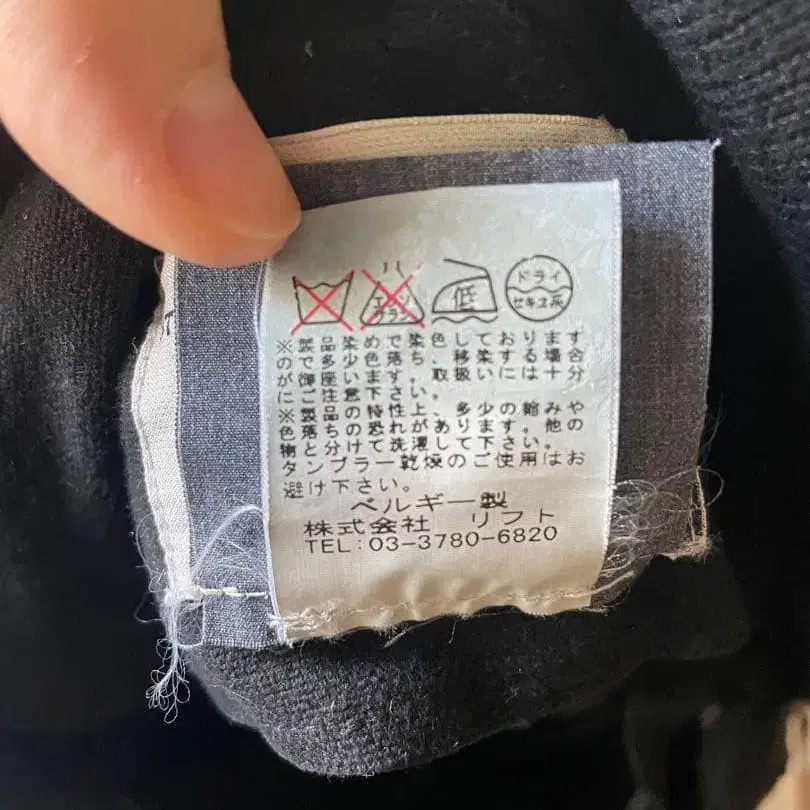 エンソ
サラシ
低
ドライ
セキユ系
※製品染めで染色しております
ので多少色落ち、移染する場合
が御座います。取扱いには十分
にご注意下さい。
※製品の特性上、多少の縮みや
色落ちの恐れがあります。他の
物と分けて洗濯して下さい。
タンブラー乾燥のご使用はお
避け下さい。
ベルギー製
株式会社 リフト
TEL:03-3780-6820